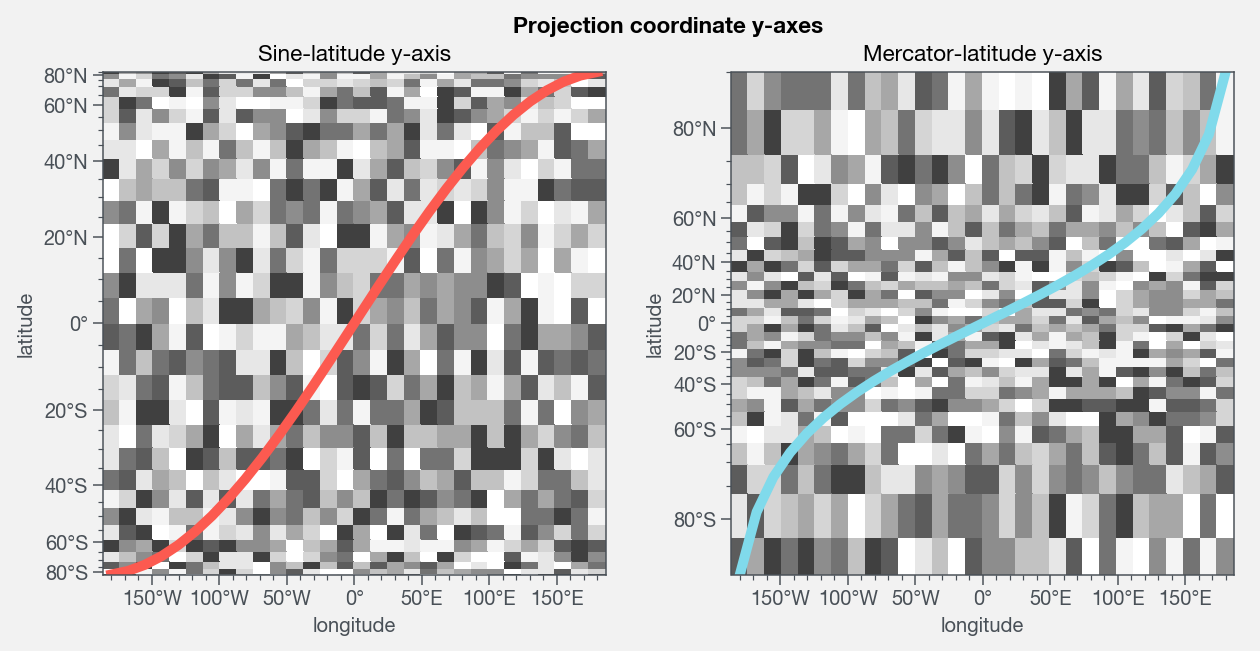 Projection coordinate y-axes
Sine-latitude y-axis
80°N
60°N
40°N
20°N
0°
20°S
40°S
60°S
80°S
latitude
150°W 100°W 50°W 0° 50°E 100°E 150°E
longitude
Mercator-latitude y-axis
80°N
60°N
40°N
20°N
0°
20°S
40°S
60°S
80°S
latitude
150°W 100°W 50°W 0° 50°E 100°E 150°E
longitude